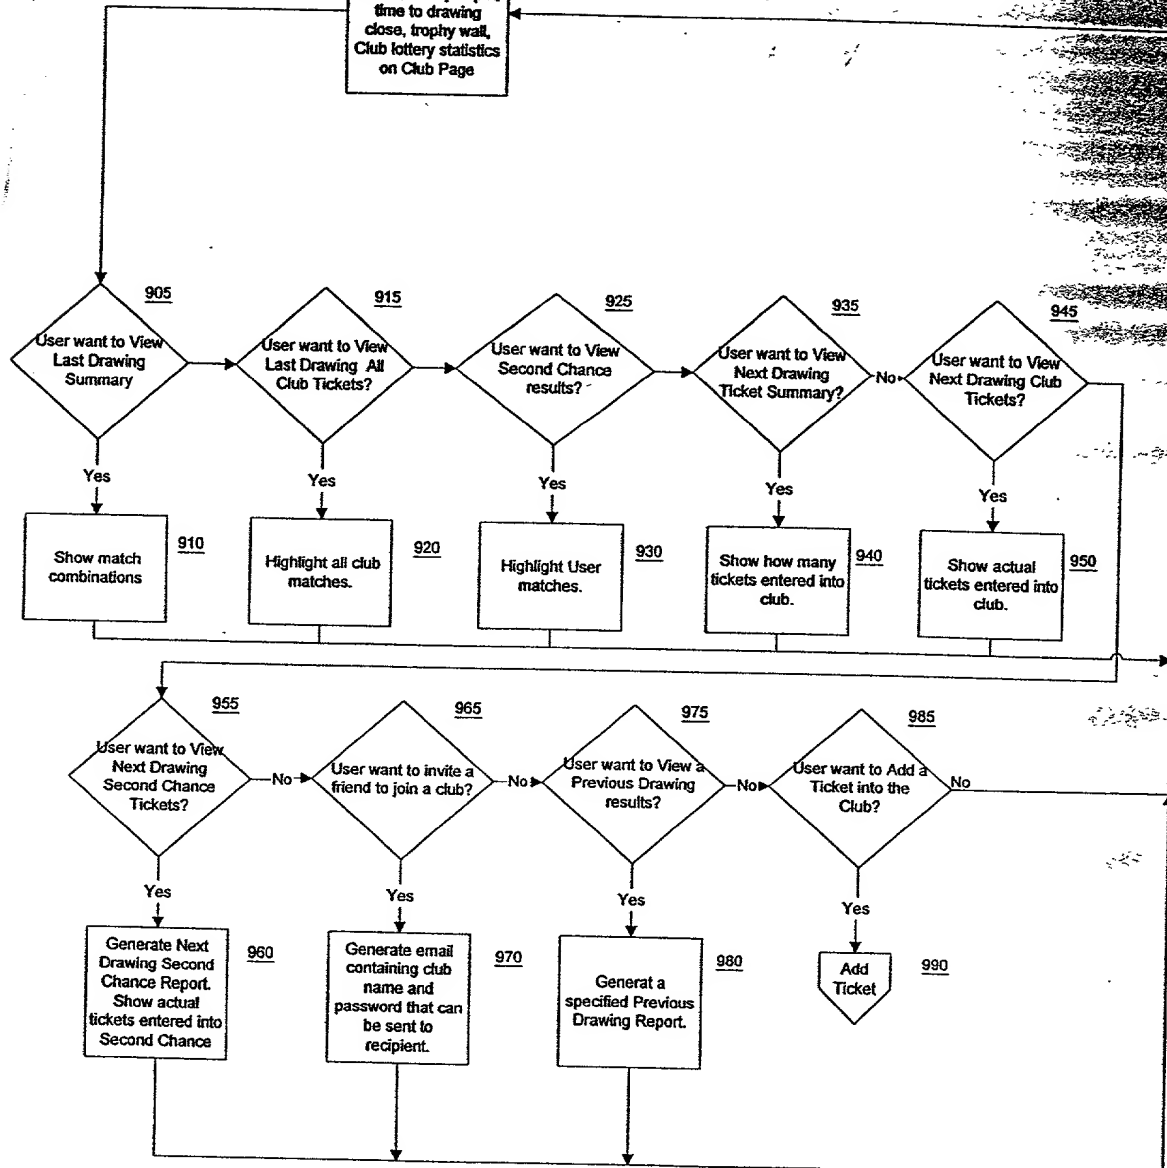 time to drawing
close, trophy wall,
Club lottery statistics
on Club Page
905
User want to View
Last Drawing
Summary
915
User want to View
Last Drawing All
Club Tickets?
925
User want to View
Second Chance
results?
935
User want to View
Next Drawing
Ticket Summary?
No
945
User want to View
Next Drawing Club
Tickets?
Yes
Yes
Yes
Yes
Yes
Show match
combinations
910
Highlight all club
matches.
920
Highlight User
matches.
930
Show how many
tickets entered into
club.
940
Show actual
tickets entered into
club.
950
955
User want to View
Next Drawing
Second Chance
Tickets?
No
965
User want to invite a
friend to join a club?
No
975
User want to View a
Previous Drawing
results?
No
985
User want to Add a
Ticket into the
Club?
No
Yes
Yes
Yes
Yes
Generate Next
Drawing Second
Chance Report.
Show actual
tickets entered into
Second Chance
960
Generate email
containing club
name and
password that can
be sent to
recipient.
970
Generat a
specified Previous
Drawing Report.
980
Add
Ticket
990